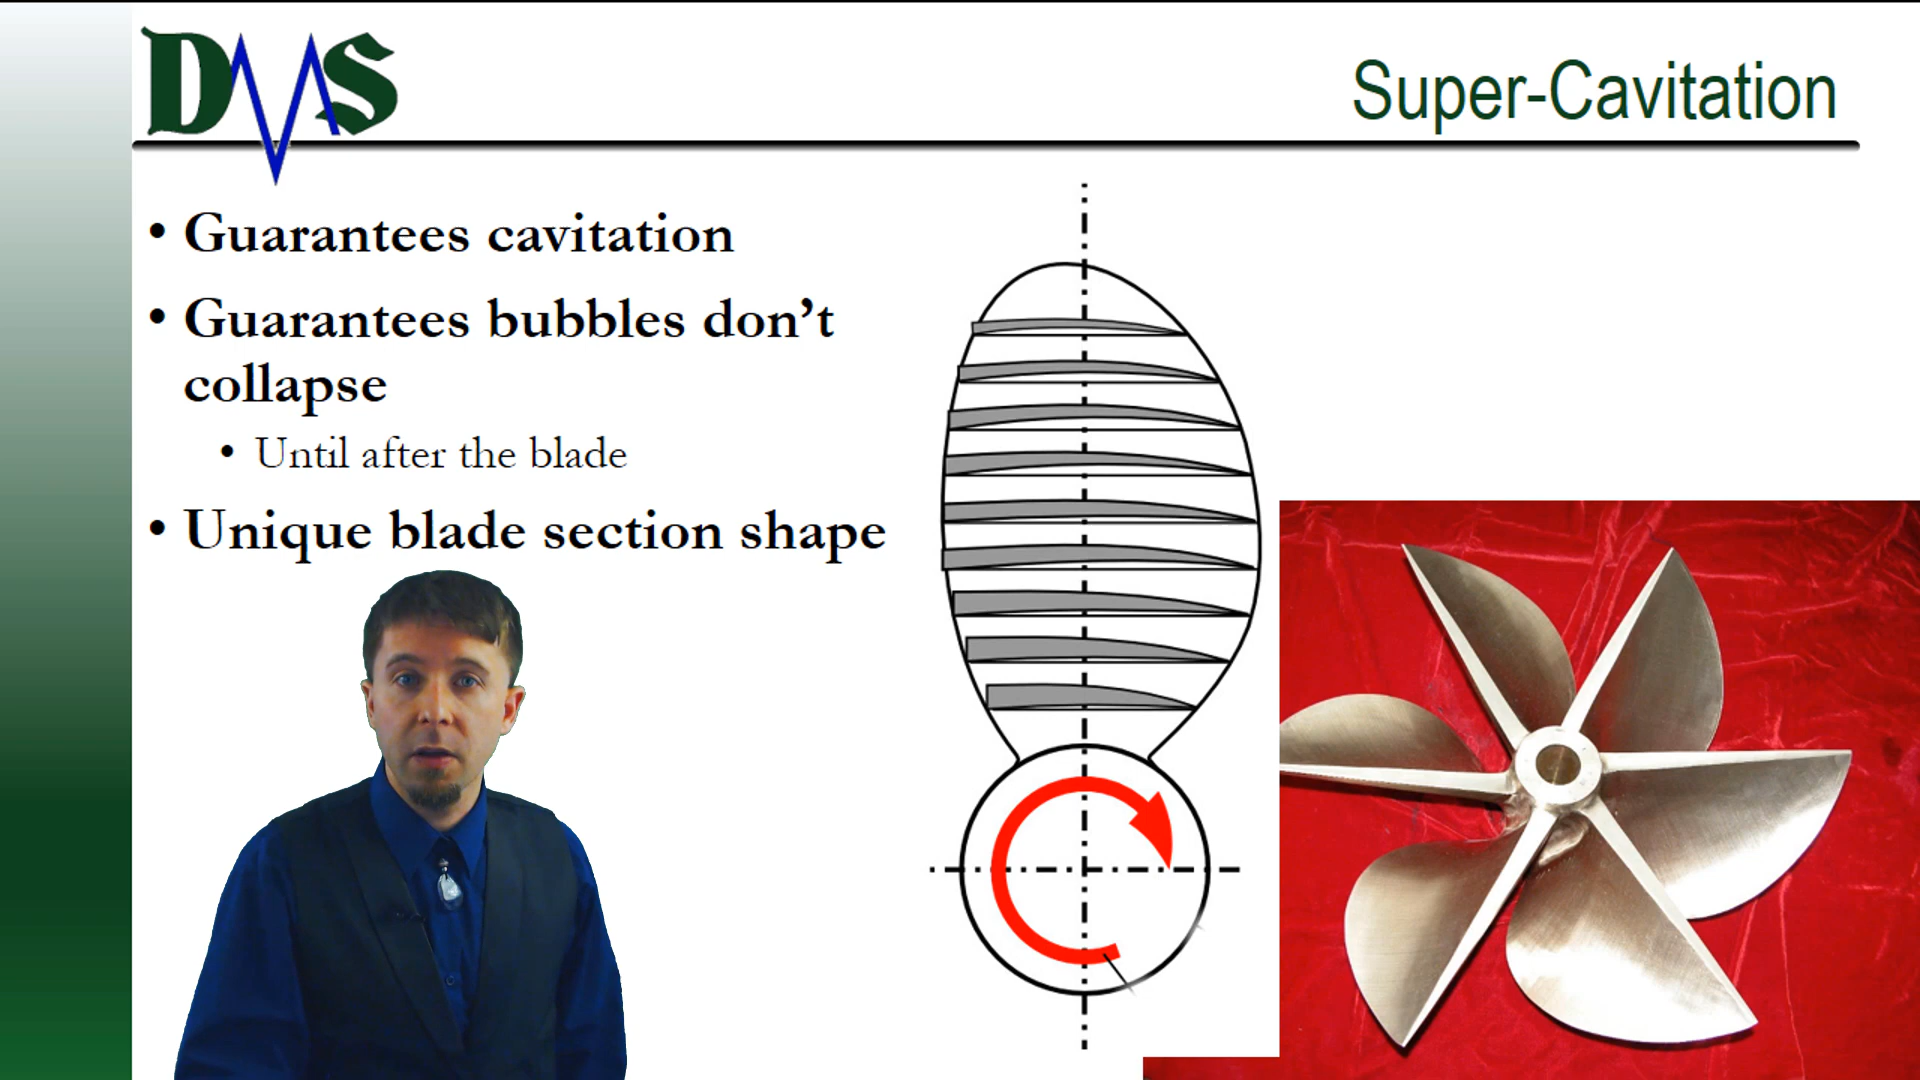 DMS
Super-Cavitation
• Guarantees cavitation
• Guarantees bubbles don’t
collapse
• Until after the blade
• Unique blade section shape